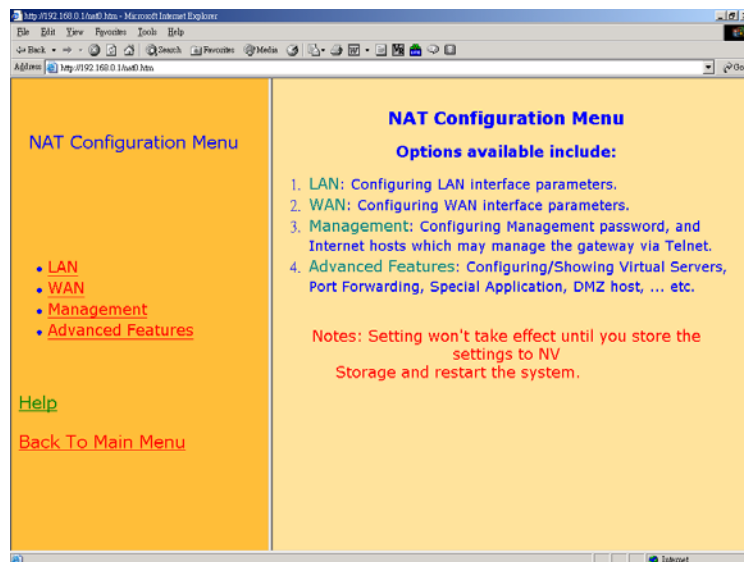 http://192.168.0.1/nat0.htm - Microsoft Internet Explorer
File Edit View Favorites Tools Help
Back Search Favorites Media
Address http://192.168.0.1/nat0.htm Go
NAT Configuration Menu
LAN
WAN
Management
Advanced Features
Help
Back To Main Menu
NAT Configuration Menu
Options available include:
1. LAN: Configuring LAN interface parameters.
2. WAN: Configuring WAN interface parameters.
3. Management: Configuring Management password, and
Internet hosts which may manage the gateway via Telnet.
4. Advanced Features: Configuring/Showing Virtual Servers,
Port Forwarding, Special Application, DMZ host, ... etc.
Notes: Setting won't take effect until you store the
settings to NV
Storage and restart the system.
Internet